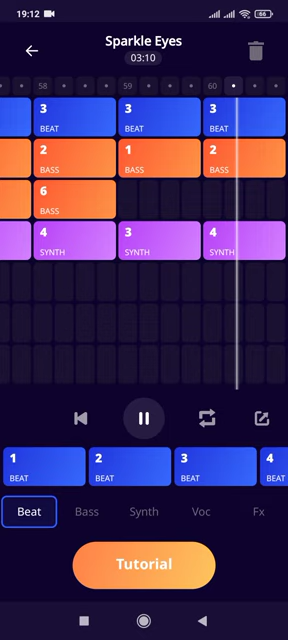 19:12
86
Sparkle Eyes
03:10
58 59 60
3 3 3
BEAT BEAT BEAT
2 1 2
BASS BASS BASS
6
BASS
4 3 4
SYNTH SYNTH SYNTH
1 2 3 4
BEAT BEAT BEAT BEAT
Beat Bass Synth Voc Fx
Tutorial